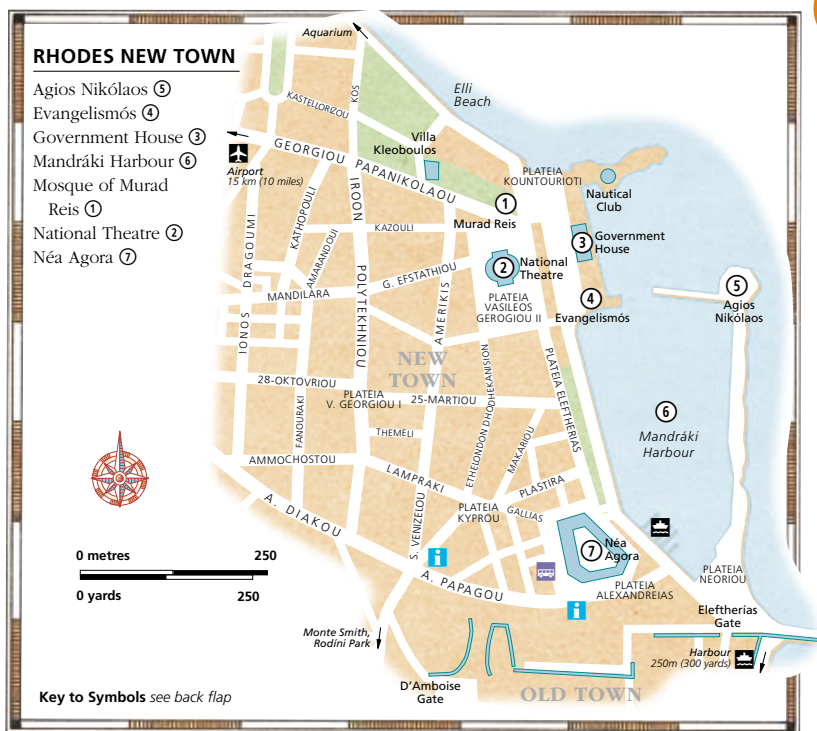 RHODES NEW TOWN
Agios Nikólaos ⑤
Evangelismós ④
Government House ③
Mandráki Harbour ⑥
Mosque of Murad
Reis ①
National Theatre ②
Néa Agora ⑦
Aquarium
Elli
Beach
KASTELLORIZOU
KOS
Villa
Kleoboulos
GEORGIOU PAPANIKOLAOU
Airport
15 km (10 miles)
PLATEIA
KOUNTOURIOTI
Nautical
Club
①
Murad Reis
IROON POLYTEKHNIOU
KATHOPOULI
AMARANDOUI
IONOS DRAGOUMI
KAZOULI
③ Government
House
② National
Theatre
G. EFSTATHIOU
MANDILARA
AMERIKIS
PLATEIA
VASILEOS
GEROGIOU II
④
Evangelismós
⑤
Agios
Nikólaos
NEW
TOWN
ETHELONDON DHODHEKANISION
PLATEIA ELEFTHERIAS
28-OKTOVRIOU
PLATEIA
V. GEORGIOU I
25-MARTIOU
FANOURAKI
THEMELI
MAKARIOU
⑥
Mandráki
Harbour
AMMOCHOSTOU
LAMPRAKI
PLASTIRA
A. DIAKOU
S. VENIZELOU
PLATEIA
KYPROU
GALLIAS
⑦ Néa
Agora
0 metres 250
0 yards 250
i
A. PAPAGOU
PLATEIA
ALEXANDREIAS
PLATEIA
NEORIOU
i
Eleftherías
Gate
Monte Smith,
Rodíni Park
Harbour
250m (300 yards)
D'Amboise
Gate
OLD TOWN
Key to Symbols see back flap